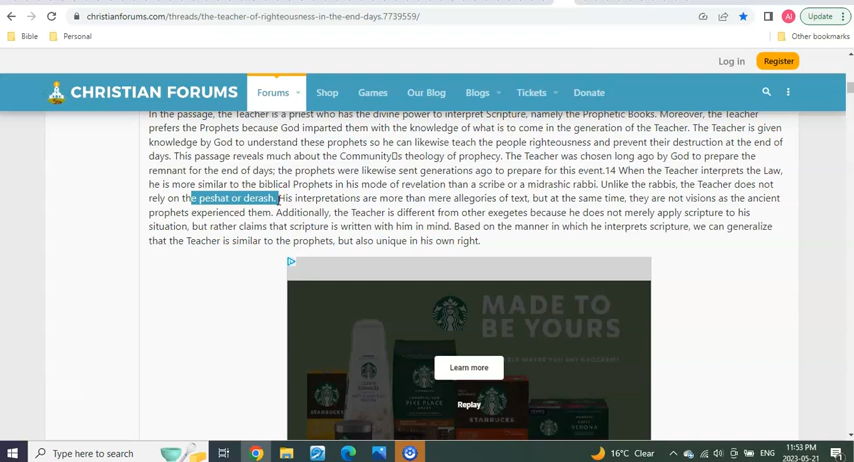 christianforums.com/threads/the-teacher-of-righteousness-in-the-end-days.7739559/
AI
Update
Bible
Personal
Other bookmarks
Log in
Register
CHRISTIAN FORUMS
Forums
Shop
Games
Our Blog
Blogs
Tickets
Donate
In the passage, the Teacher is a priest who has the divine power to interpret Scripture, namely the Prophetic Books. Moreover, the Teacher
prefers the Prophets because God imparted them with the knowledge of what is to come in the generation of the Teacher. The Teacher is given
knowledge by God to understand these prophets so he can likewise teach the people righteousness and prevent their destruction at the end of
days. This passage reveals much about the Community□s theology of prophecy. The Teacher was chosen long ago by God to prepare the
remnant for the end of days; the prophets were likewise sent generations ago to prepare for this event.14 When the Teacher interprets the Law,
he is more similar to the biblical Prophets in his mode of revelation than a scribe or a midrashic rabbi. Unlike the rabbis, the Teacher does not
rely on the peshat or derash. His interpretations are more than mere allegories of text, but at the same time, they are not visions as the ancient
prophets experienced them. Additionally, the Teacher is different from other exegetes because he does not merely apply scripture to his
situation, but rather claims that scripture is written with him in mind. Based on the manner in which he interprets scripture, we can generalize
that the Teacher is similar to the prophets, but also unique in his own right.
MADE TO
BE YOURS
Learn more
Replay
Type here to search
16°C Clear
ENG
11:53 PM
2023-05-21